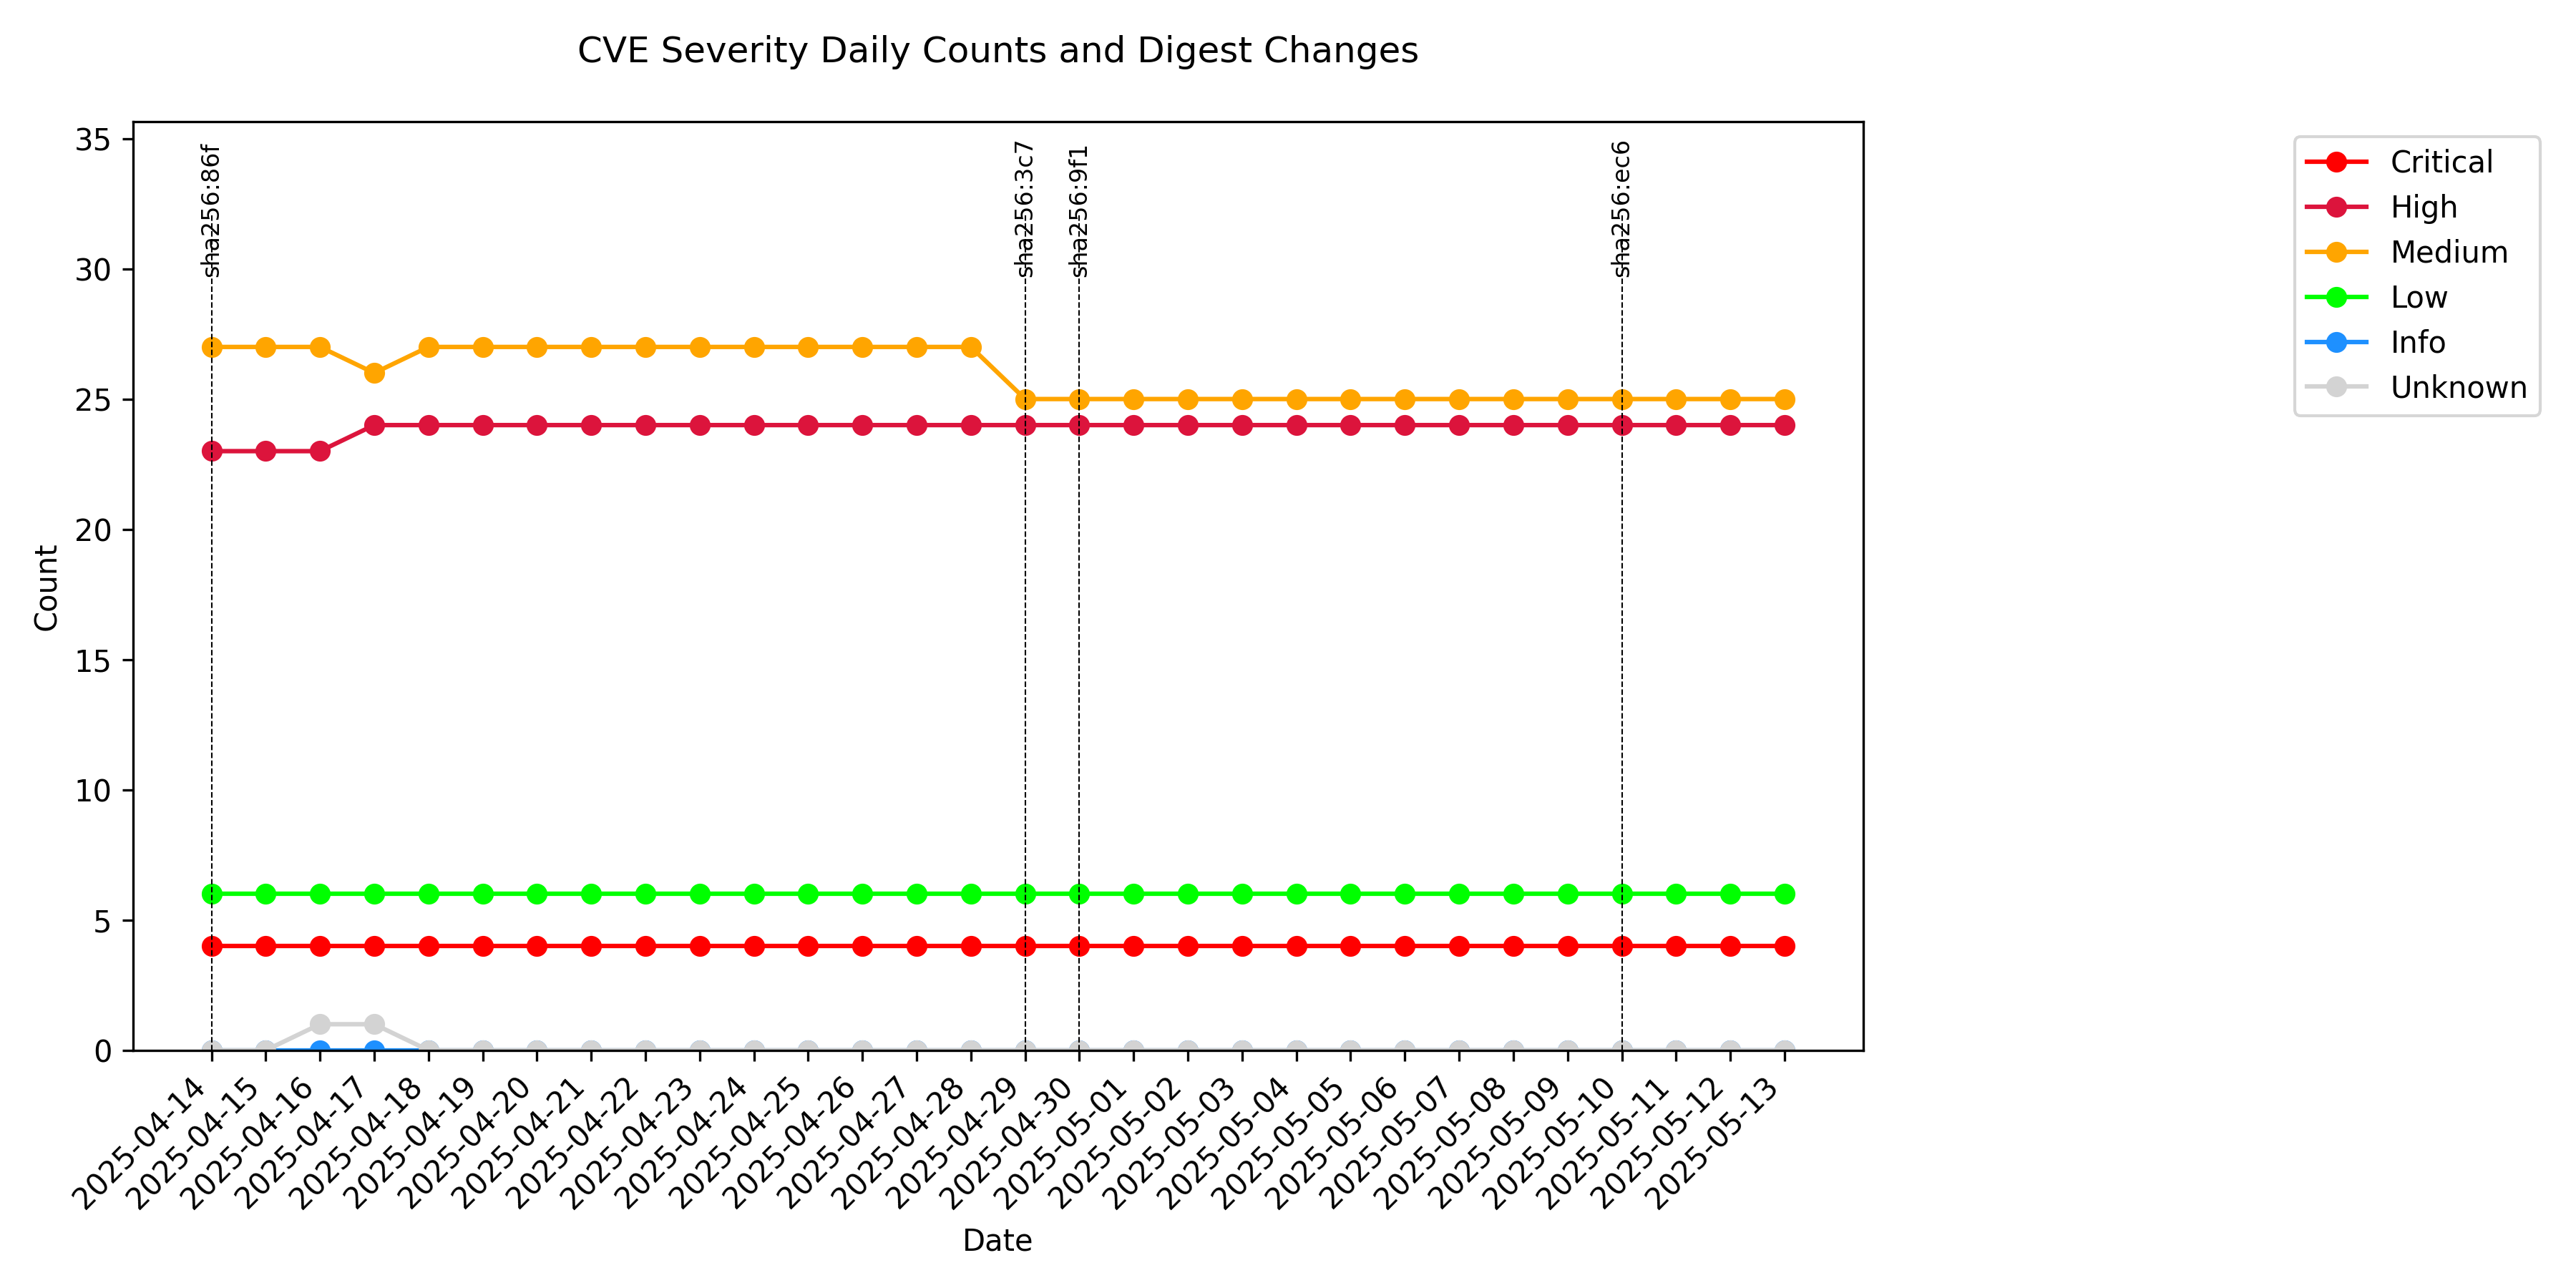 CVE Severity Daily Counts and Digest Changes
35
30
25
20
15
10
5
0
Count
sha256:86f
sha256:3c7
sha256:9f1
sha256:ec6
Critical
High
Medium
Low
Info
Unknown
2025-04-14
2025-04-15
2025-04-16
2025-04-17
2025-04-18
2025-04-19
2025-04-20
2025-04-21
2025-04-22
2025-04-23
2025-04-24
2025-04-25
2025-04-26
2025-04-27
2025-04-28
2025-04-29
2025-04-30
2025-05-01
2025-05-02
2025-05-03
2025-05-04
2025-05-05
2025-05-06
2025-05-07
2025-05-08
2025-05-09
2025-05-10
2025-05-11
2025-05-12
2025-05-13
Date